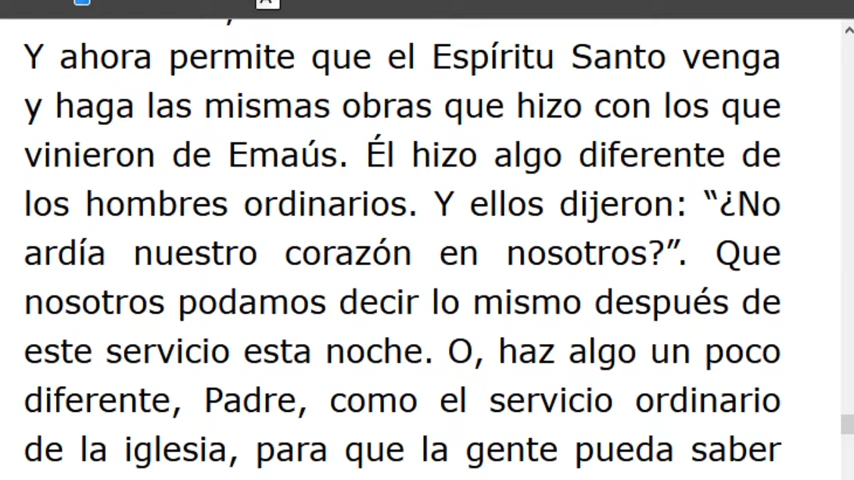 Y ahora permite que el Espíritu Santo venga
y haga las mismas obras que hizo con los que
vinieron de Emaús. Él hizo algo diferente de
los hombres ordinarios. Y ellos dijeron: “¿No
ardía nuestro corazón en nosotros?”. Que
nosotros podamos decir lo mismo después de
este servicio esta noche. O, haz algo un poco
diferente, Padre, como el servicio ordinario
de la iglesia, para que la gente pueda saber